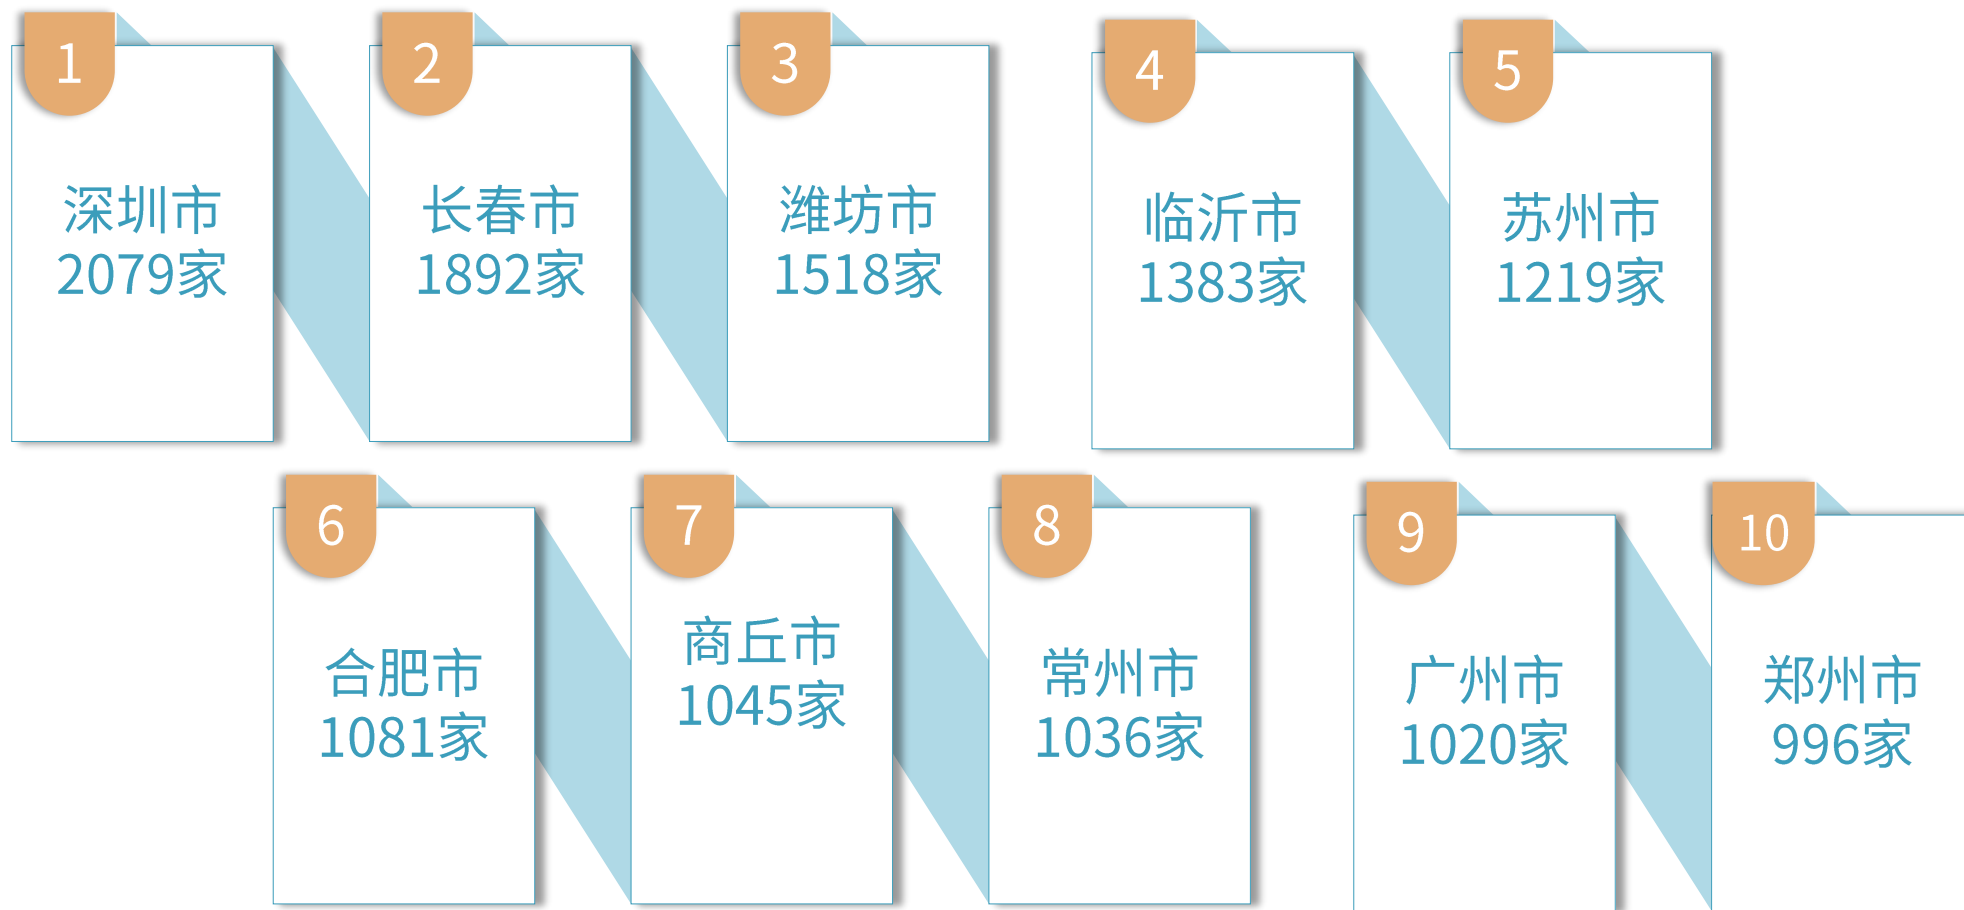 1
深圳市
2079家
2
长春市
1892家
3
潍坊市
1518家
4
临沂市
1383家
5
苏州市
1219家
6
合肥市
1081家
7
商丘市
1045家
8
常州市
1036家
9
广州市
1020家
10
郑州市
996家